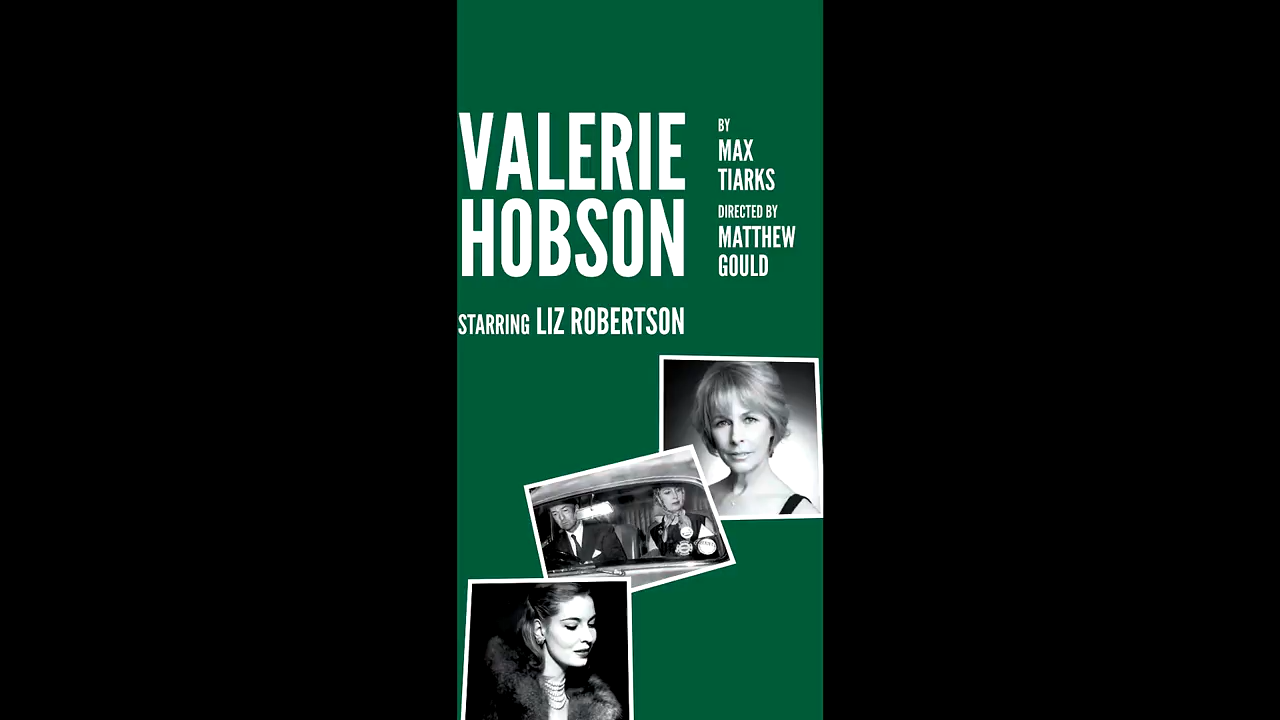 VALERIE
HOBSON
BY
MAX
TIARKS
DIRECTED BY
MATTHEW
GOULD
STARRING LIZ ROBERTSON